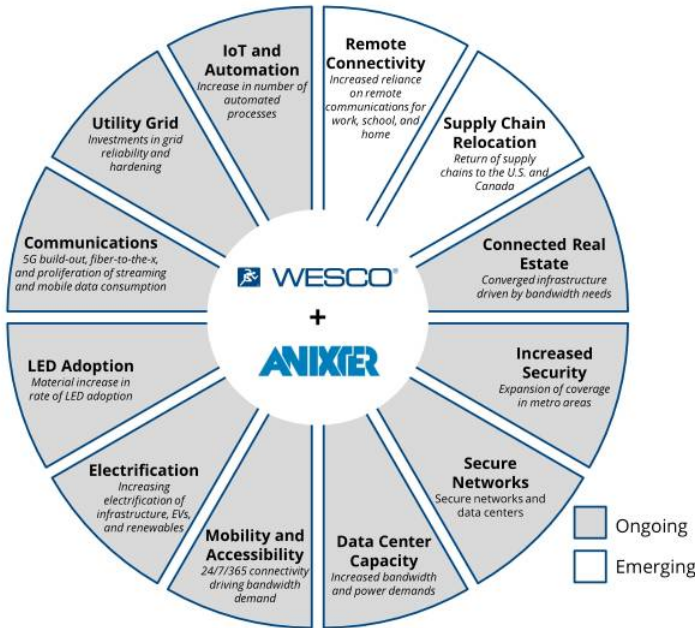 IoT and
Automation
Increase in number of
automated
processes
Remote
Connectivity
Increased reliance
on remote
communications for
work, school, and
home
Supply Chain
Relocation
Return of supply
chains to the U.S. and
Canada
Connected Real
Estate
Converged infrastructure
driven by bandwidth needs
Increased
Security
Expansion of coverage
in metro areas
Secure
Networks
Secure networks and
data centers
Data Center
Capacity
Increased bandwidth
and power demands
Mobility and
Accessibility
24/7/365 connectivity
driving bandwidth
demand
Electrification
Increasing
electrification of
infrastructure, EVs,
and renewables
LED Adoption
Material increase in
rate of LED adoption
Communications
5G build-out, fiber-to-the-x,
and proliferation of streaming
and mobile data consumption
Utility Grid
Investments in grid
reliability and
hardening
WESCO®
+
ANIXTER
Ongoing
Emerging